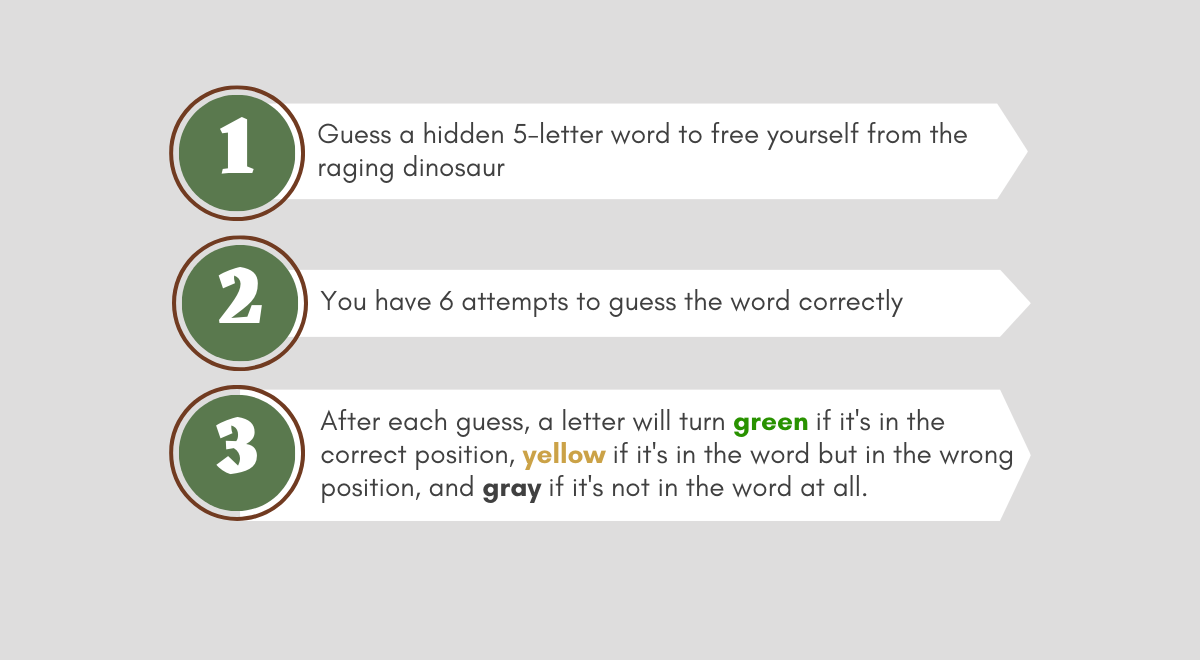 1
Guess a hidden 5-letter word to free yourself from the
raging dinosaur
2
You have 6 attempts to guess the word correctly
3
After each guess, a letter will turn green if it's in the
correct position, yellow if it's in the word but in the wrong
position, and gray if it's not in the word at all.